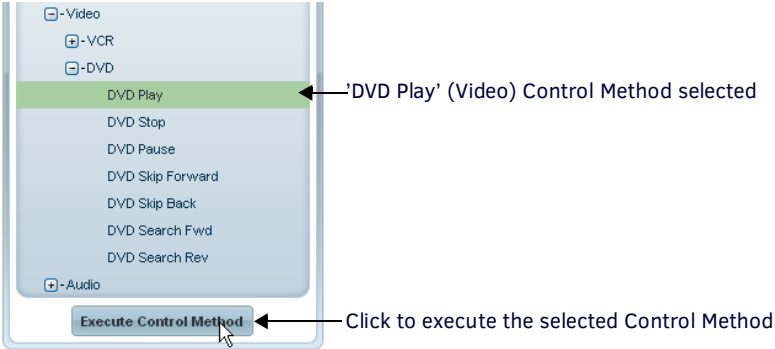 -Video
-VCR
-DVD
DVD Play
'DVD Play' (Video) Control Method selected
DVD Stop
DVD Pause
DVD Skip Forward
DVD Skip Back
DVD Search Fwd
DVD Search Rev
-Audio
Execute Control Method
Click to execute the selected Control Method